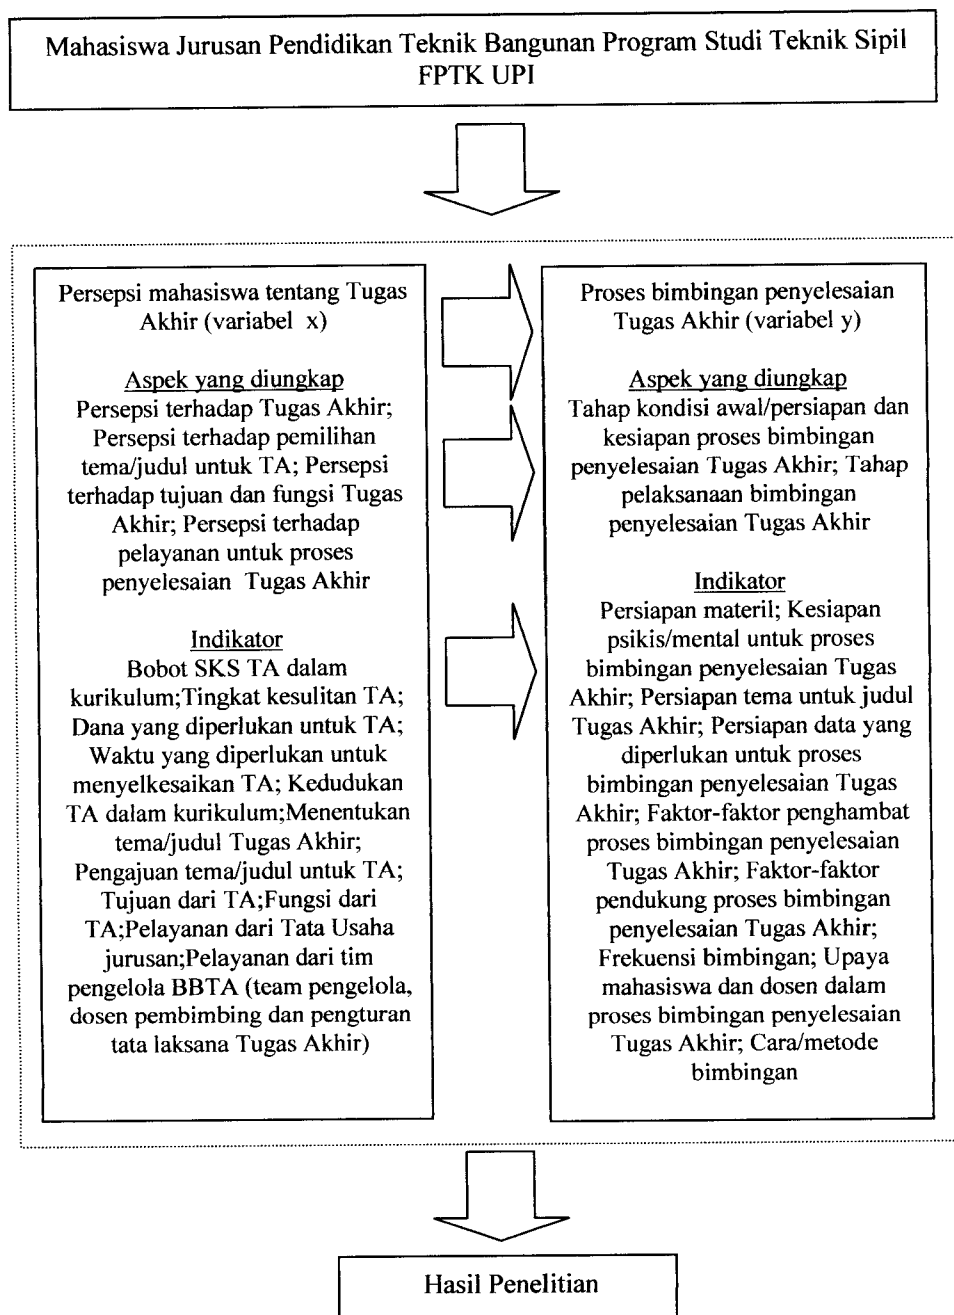 Mahasiswa Jurusan Pendidikan Teknik Bangunan Program Studi Teknik Sipil
FPTK UPI
Persepsi mahasiswa tentang Tugas
Akhir (variabel x)
Aspek yang diungkap
Persepsi terhadap Tugas Akhir;
Persepsi terhadap pemilihan
tema/judul untuk TA; Persepsi
terhadap tujuan dan fungsi Tugas
Akhir; Persepsi terhadap
pelayanan untuk proses
penyelesaian Tugas Akhir
Indikator
Bobot SKS TA dalam
kurikulum;Tingkat kesulitan TA;
Dana yang diperlukan untuk TA;
Waktu yang diperlukan untuk
menyelkesaikan TA; Kedudukan
TA dalam kurikulum;Menentukan
tema/judul Tugas Akhir;
Pengajuan tema/judul untuk TA;
Tujuan dari TA;Fungsi dari
TA;Pelayanan dari Tata Usaha
jurusan;Pelayanan dari tim
pengelola BBTA (team pengelola,
dosen pembimbing dan pengturan
tata laksana Tugas Akhir)
Proses bimbingan penyelesaian
Tugas Akhir (variabel y)
Aspek yang diungkap
Tahap kondisi awal/persiapan dan
kesiapan proses bimbingan
penyelesaian Tugas Akhir; Tahap
pelaksanaan bimbingan
penyelesaian Tugas Akhir
Indikator
Persiapan materil; Kesiapan
psikis/mental untuk proses
bimbingan penyelesaian Tugas
Akhir; Persiapan tema untuk judul
Tugas Akhir; Persiapan data yang
diperlukan untuk proses
bimbingan penyelesaian Tugas
Akhir; Faktor-faktor penghambat
proses bimbingan penyelesaian
Tugas Akhir; Faktor-faktor
pendukung proses bimbingan
penyelesaian Tugas Akhir;
Frekuensi bimbingan; Upaya
mahasiswa dan dosen dalam
proses bimbingan penyelesaian
Tugas Akhir; Cara/metode
bimbingan
Hasil Penelitian